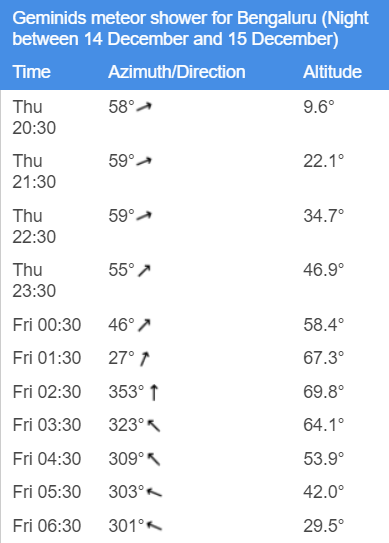 Geminids meteor shower for Bengaluru (Night
between 14 December and 15 December)
Time Azimuth/Direction Altitude
Thu 58° 9.6°
20:30
Thu 59° 22.1°
21:30
Thu 59° 34.7°
22:30
Thu 55° 46.9°
23:30
Fri 00:30 46° 58.4°
Fri 01:30 27° 67.3°
Fri 02:30 353° 69.8°
Fri 03:30 323° 64.1°
Fri 04:30 309° 53.9°
Fri 05:30 303° 42.0°
Fri 06:30 301° 29.5°